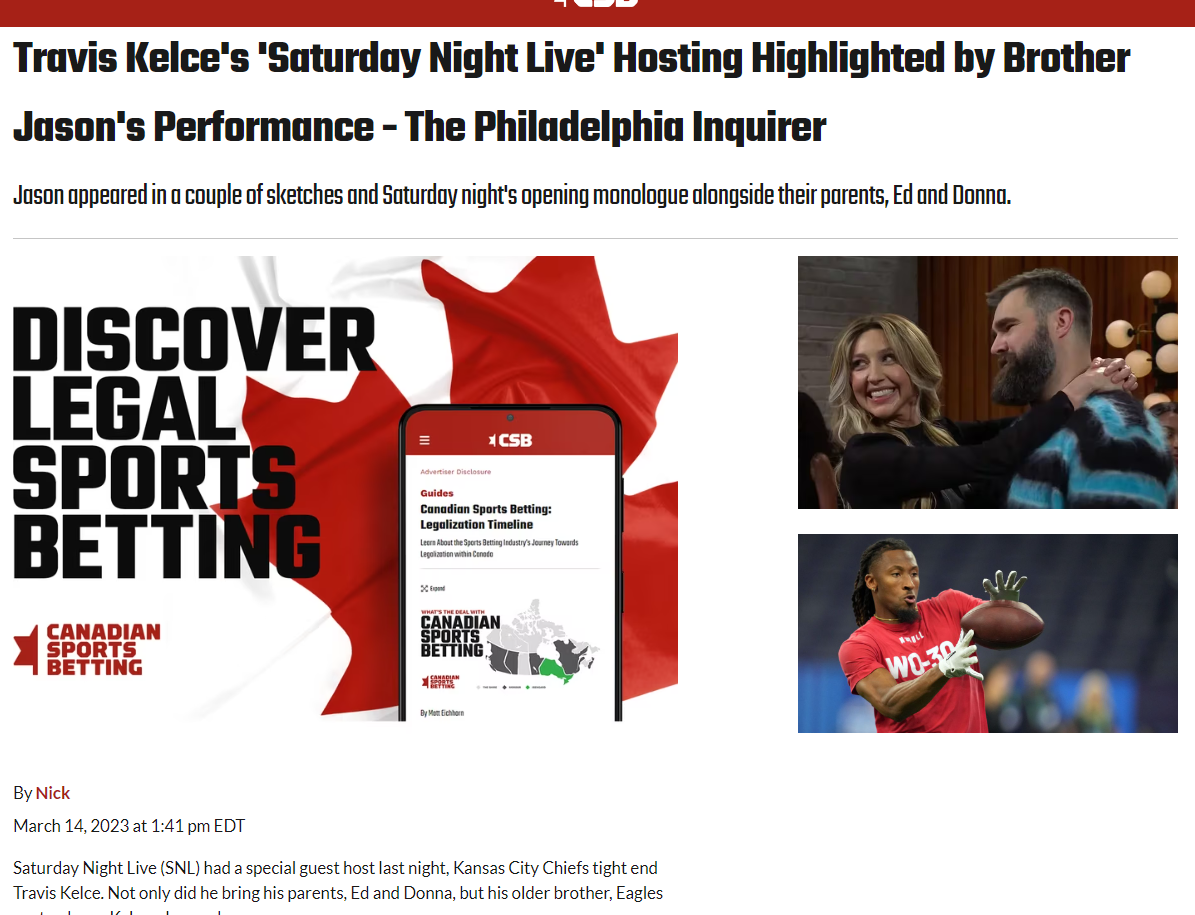 CSB
Travis Kelce's 'Saturday Night Live' Hosting Highlighted by Brother
Jason's Performance - The Philadelphia Inquirer
Jason appeared in a couple of sketches and Saturday night's opening monologue alongside their parents, Ed and Donna.
DISCOVER
LEGAL
SPORTS
BETTING
CANADIAN
SPORTS
BETTING
CSB
Advertiser Disclosure
Guides
Canadian Sports Betting:
Legalization Timeline
Learn About the Sports Betting Industry's Journey Towards
Legalization within Canada
Expand
WHAT'S THE DEAL WITH
CANADIAN
SPORTS
BETTING
CANADIAN
SPORTS
BETTING
By Matt Eichhorn
WO-30
By Nick
March 14, 2023 at 1:41 pm EDT
Saturday Night Live (SNL) had a special guest host last night, Kansas City Chiefs tight end
Travis Kelce. Not only did he bring his parents, Ed and Donna, but his older brother, Eagles